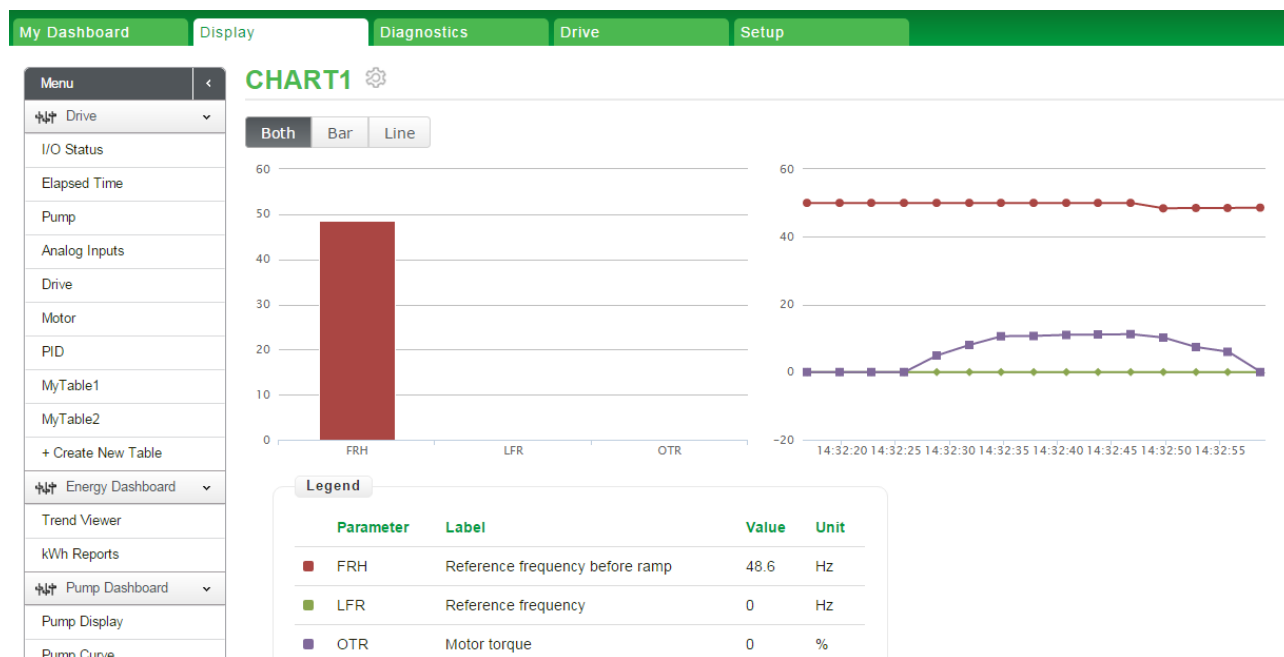 My Dashboard Display Diagnostics Drive Setup
Menu
Drive
I/O Status
Elapsed Time
Pump
Analog Inputs
Drive
Motor
PID
MyTable1
MyTable2
+ Create New Table
Energy Dashboard
Trend Viewer
kWh Reports
Pump Dashboard
Pump Display
Pump Curve
CHART1
Both Bar Line
60
50
40
30
20
10
0
FRH LFR OTR
60
40
20
0
-20
14:32:20 14:32:25 14:32:30 14:32:35 14:32:40 14:32:45 14:32:50 14:32:55
Legend
Parameter Label Value Unit
FRH Reference frequency before ramp 48.6 Hz
LFR Reference frequency 0 Hz
OTR Motor torque 0 %